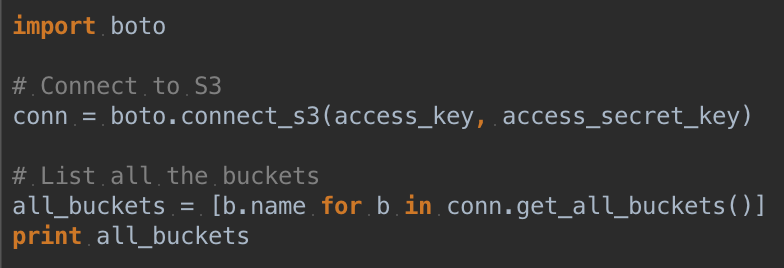 import boto
# Connect to S3
conn = boto.connect_s3(access_key, access_secret_key)
# List all the buckets
all_buckets = [b.name for b in conn.get_all_buckets()]
print all_buckets